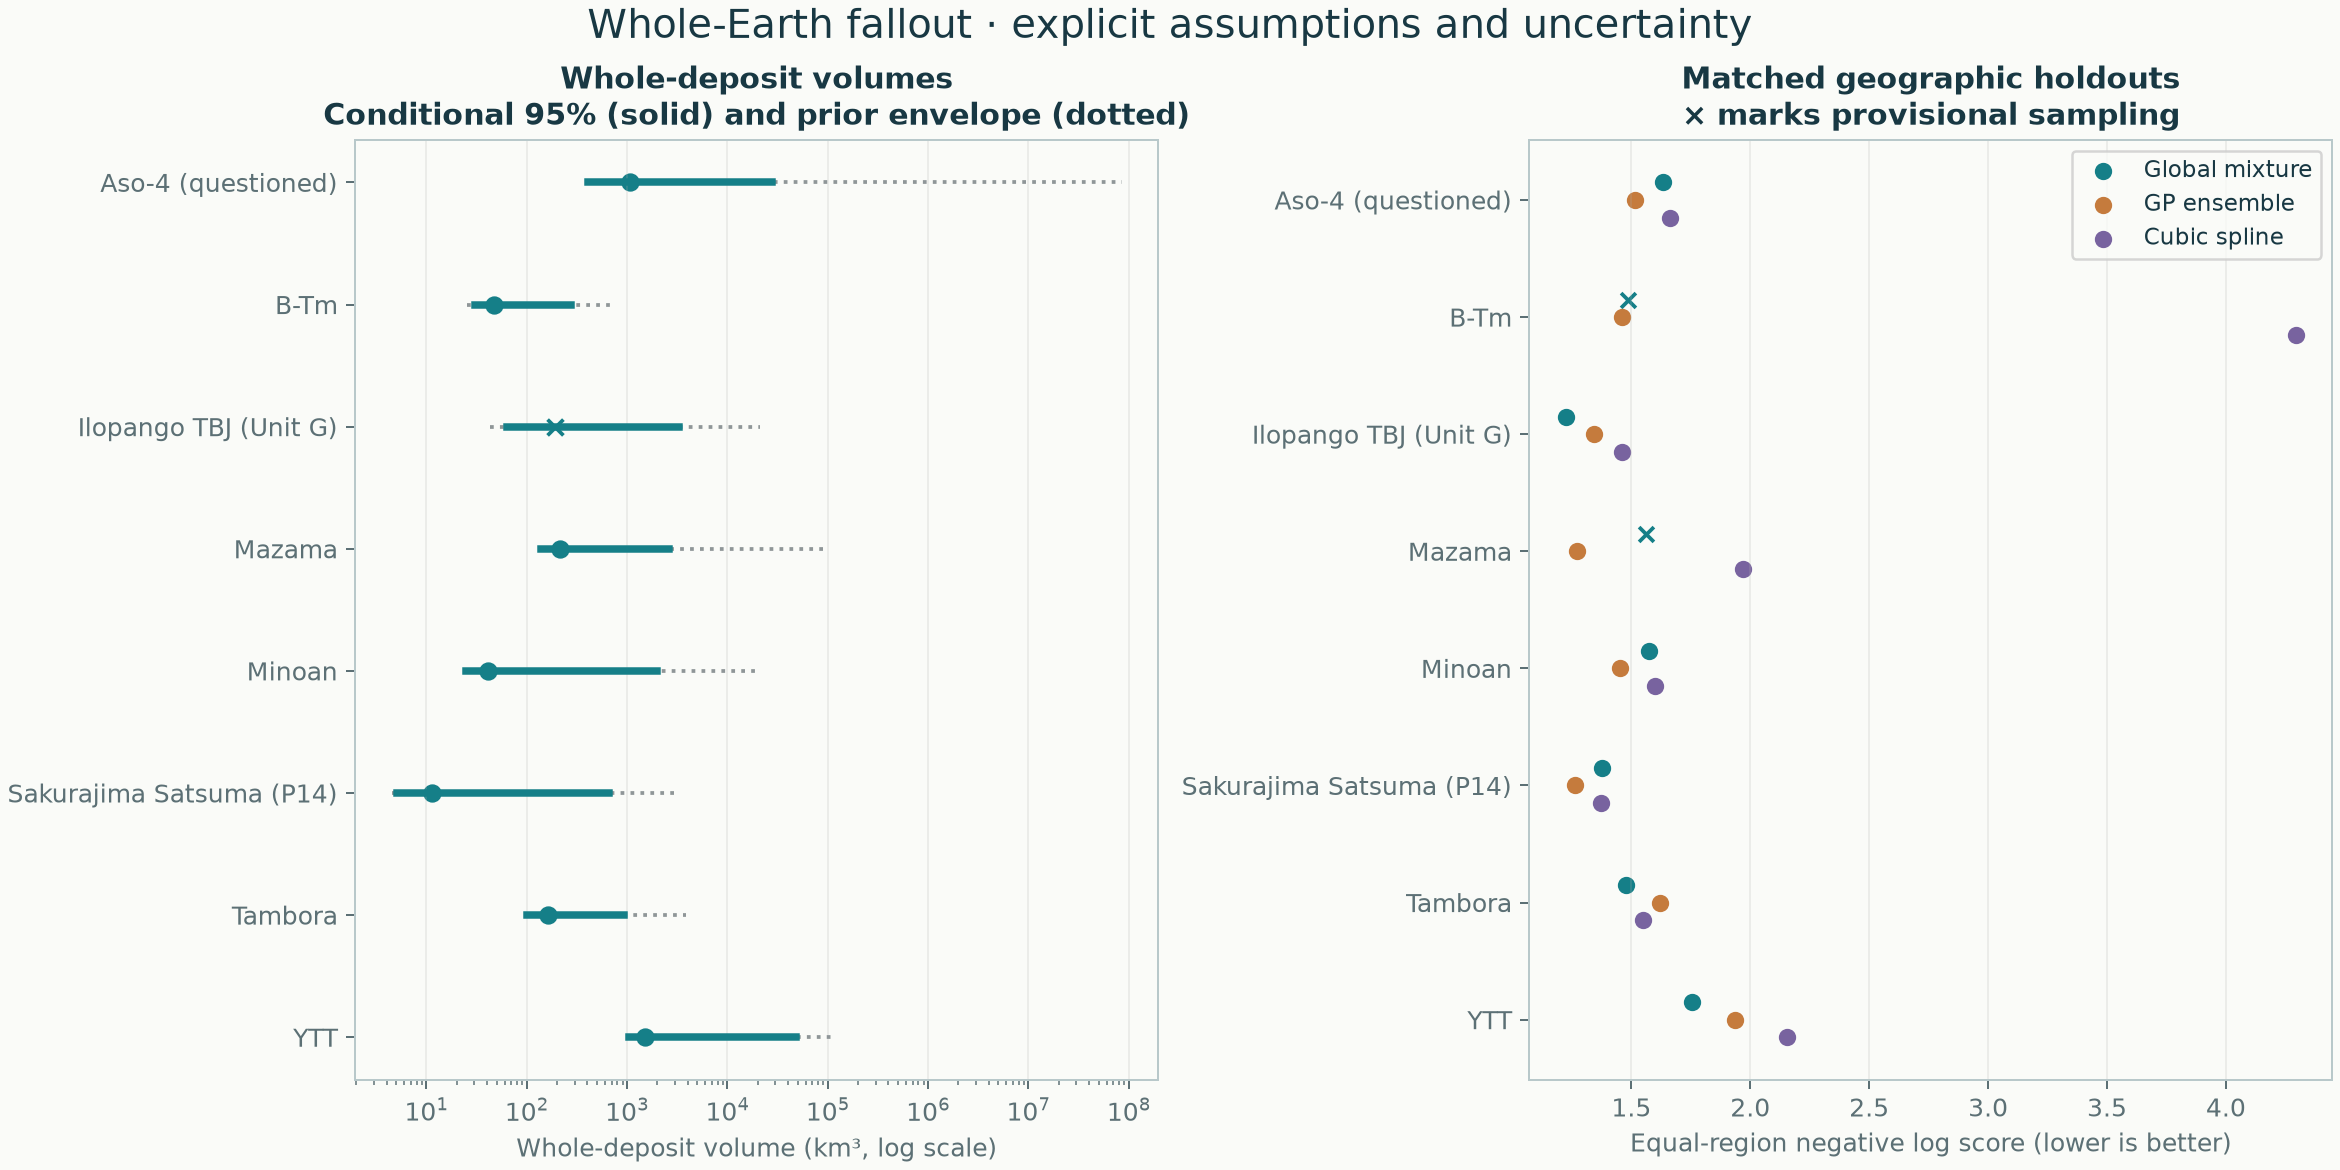 Whole-Earth fallout · explicit assumptions and uncertainty
Whole-deposit volumes
Conditional 95% (solid) and prior envelope (dotted)
Aso-4 (questioned)
B-Tm
Ilopango TBJ (Unit G)
Mazama
Minoan
Sakurajima Satsuma (P14)
Tambora
YTT
10¹ 10² 10³ 10⁴ 10⁵ 10⁶ 10⁷ 10⁸
Whole-deposit volume (km³, log scale)
Matched geographic holdouts
× marks provisional sampling
Global mixture
GP ensemble
Cubic spline
Aso-4 (questioned)
B-Tm
Ilopango TBJ (Unit G)
Mazama
Minoan
Sakurajima Satsuma (P14)
Tambora
YTT
1.5 2.0 2.5 3.0 3.5 4.0
Equal-region negative log score (lower is better)